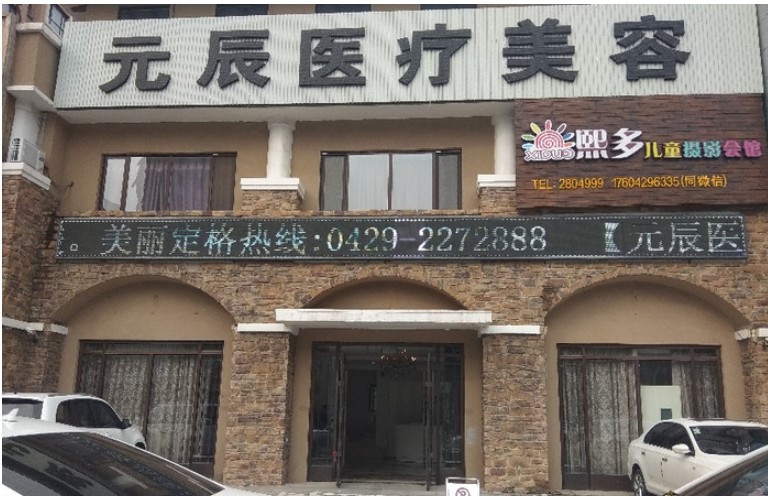 元辰医疗美容
XIDUO 熙多儿童摄影会馆
TEL: 2804999 17604296335(同微信)
。美丽定格热线:0429-2272888 【元辰医